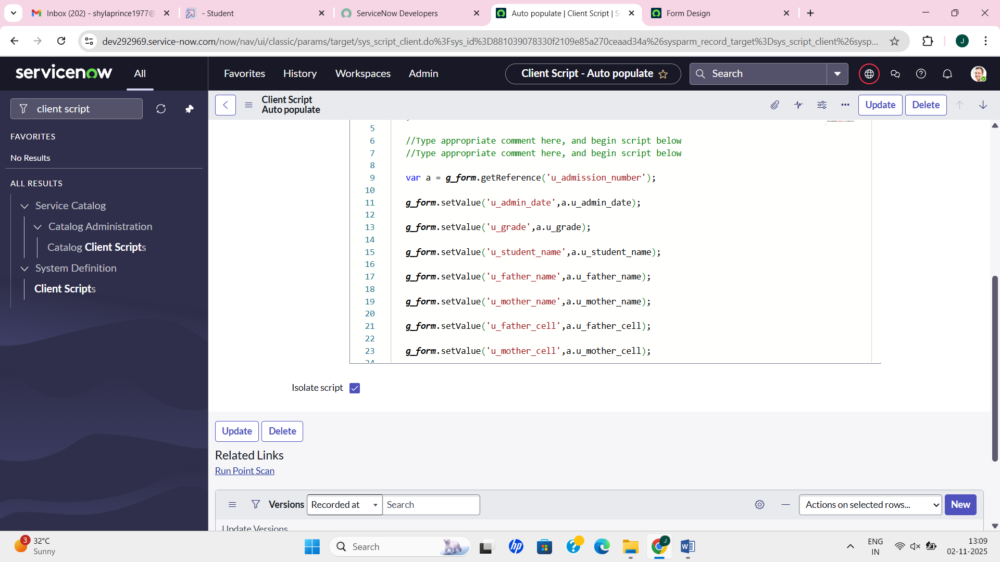 Inbox (202) - shylaprince1977@
- Student
ServiceNow Developers
Auto populate | Client Script | S
Form Design
dev292969.service-now.com/now/nav/ui/classic/params/target/sys_script_client.do%3Fsys_id%3D881039078330f2109e85a270ceaad34a%26sysparm_record_target%3Dsys_script_client%26sysp...
J
servicenow
All
Favorites
History
Workspaces
Admin
Client Script - Auto populate
Search
client script
Client Script
Auto populate
Update
Delete
FAVORITES
No Results
ALL RESULTS
Service Catalog
Catalog Administration
Catalog Client Scripts
System Definition
Client Scripts
5
6 //Type appropriate comment here, and begin script below
7 //Type appropriate comment here, and begin script below
8
9 var a = g_form.getReference('u_admission_number');
10
11 g_form.setValue('u_admin_date',a.u_admin_date);
12
13 g_form.setValue('u_grade',a.u_grade);
14
15 g_form.setValue('u_student_name',a.u_student_name);
16
17 g_form.setValue('u_father_name',a.u_father_name);
18
19 g_form.setValue('u_mother_name',a.u_mother_name);
20
21 g_form.setValue('u_father_cell',a.u_father_cell);
22
23 g_form.setValue('u_mother_cell',a.u_mother_cell);
24
Isolate script
Update
Delete
Related Links
Run Point Scan
Versions
Recorded at
Search
Actions on selected rows...
New
Update Versions
3
32°C
Sunny
Search
ENG
IN
13:09
02-11-2025